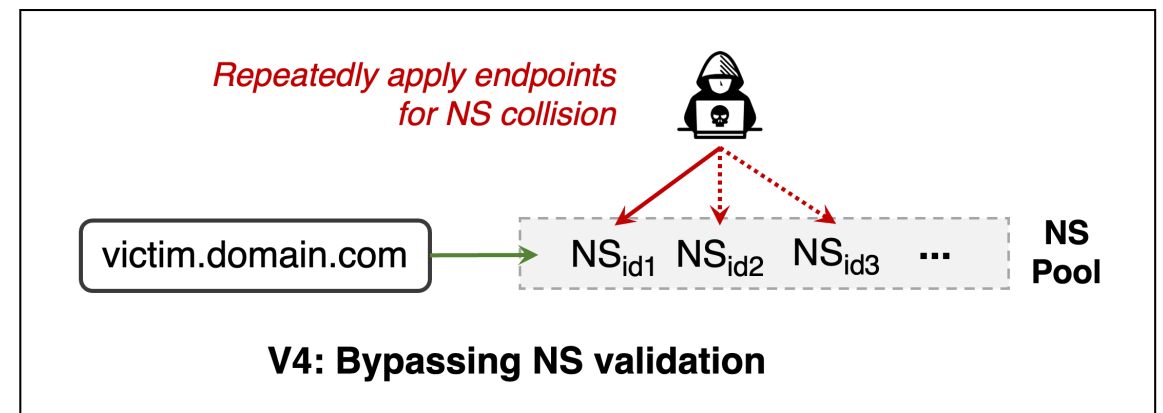 Repeatedly apply endpoints
for NS collision
victim.domain.com
NSid1 NSid2 NSid3 ...
NS
Pool
V4: Bypassing NS validation